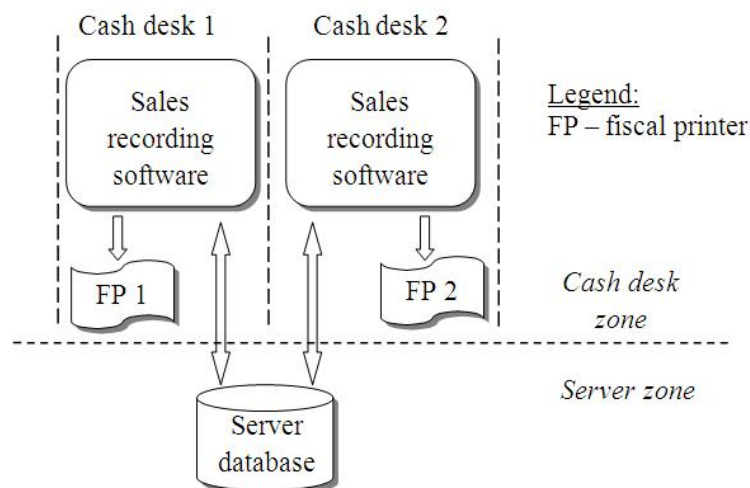 Cash desk 1
Cash desk 2
Sales
recording
software
Sales
recording
software
Legend:
FP – fiscal printer
FP 1
FP 2
Cash desk
zone
Server zone
Server
database